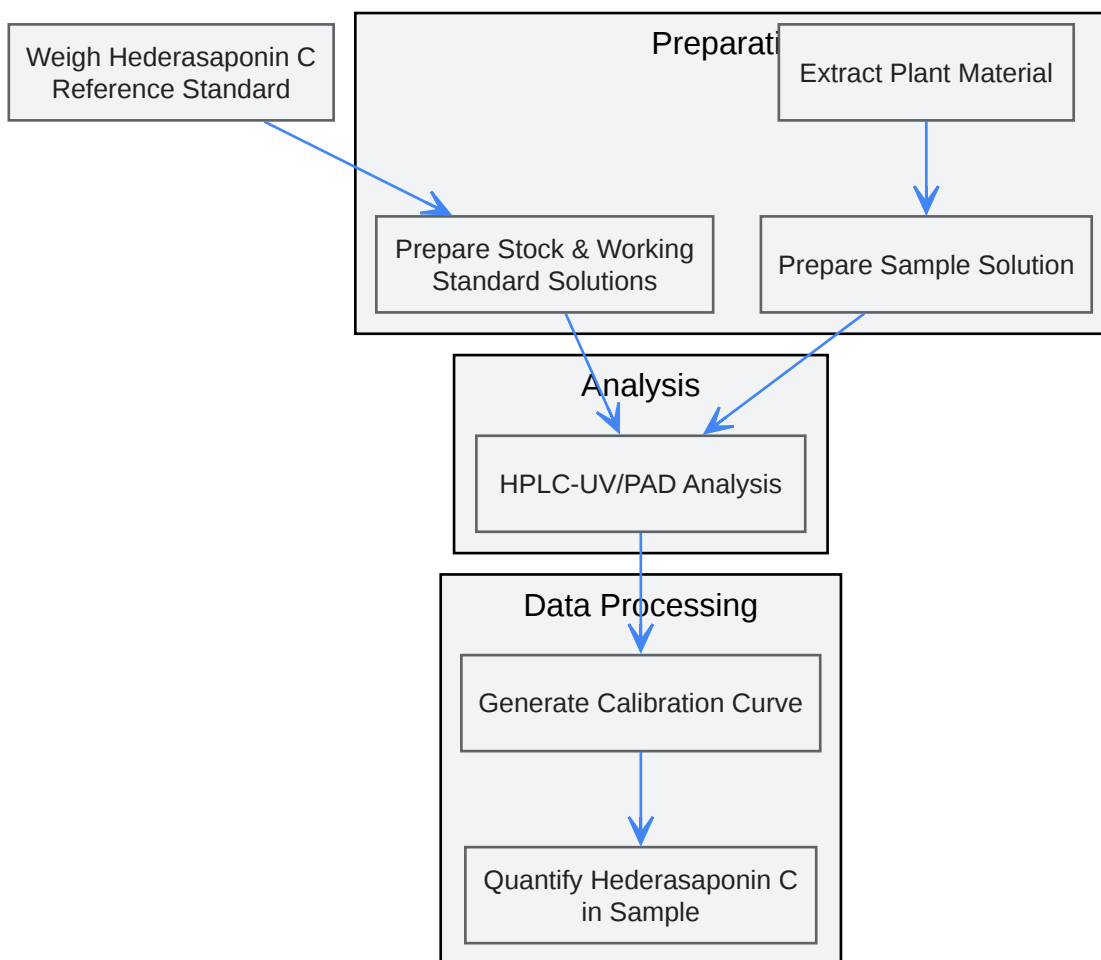 Weigh Hederasaponin C
Reference Standard
Preparati
Extract Plant Material
Prepare Stock & Working
Standard Solutions
Prepare Sample Solution
Analysis
HPLC-UV/PAD Analysis
Data Processing
Generate Calibration Curve
Quantify Hederasaponin C
in Sample